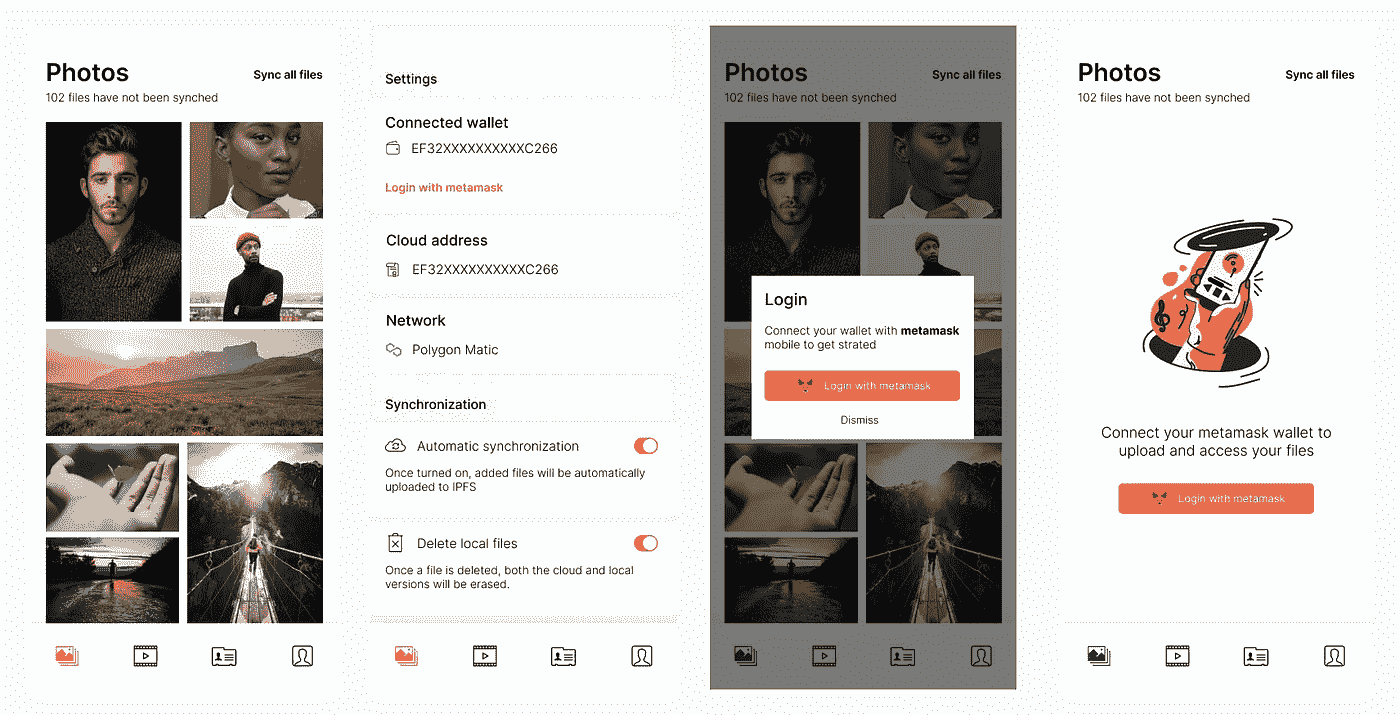 Photos
Sync all files
102 files have not been synched
Settings
Connected wallet
EF32XXXXXXXXXXC266
Login with metamask
Cloud address
EF32XXXXXXXXXXC266
Network
Polygon Matic
Synchronization
Automatic synchronization
Once turned on, added files will be automatically
uploaded to IPFS
Delete local files
Once a file is deleted, both the cloud and local
versions will be erased.
Photos
Sync all files
102 files have not been synched
Login
Connect your wallet with metamask
mobile to get strated
Login with metamask
Dismiss
Photos
Sync all files
102 files have not been synched
Connect your metamask wallet to
upload and access your files
Login with metamask